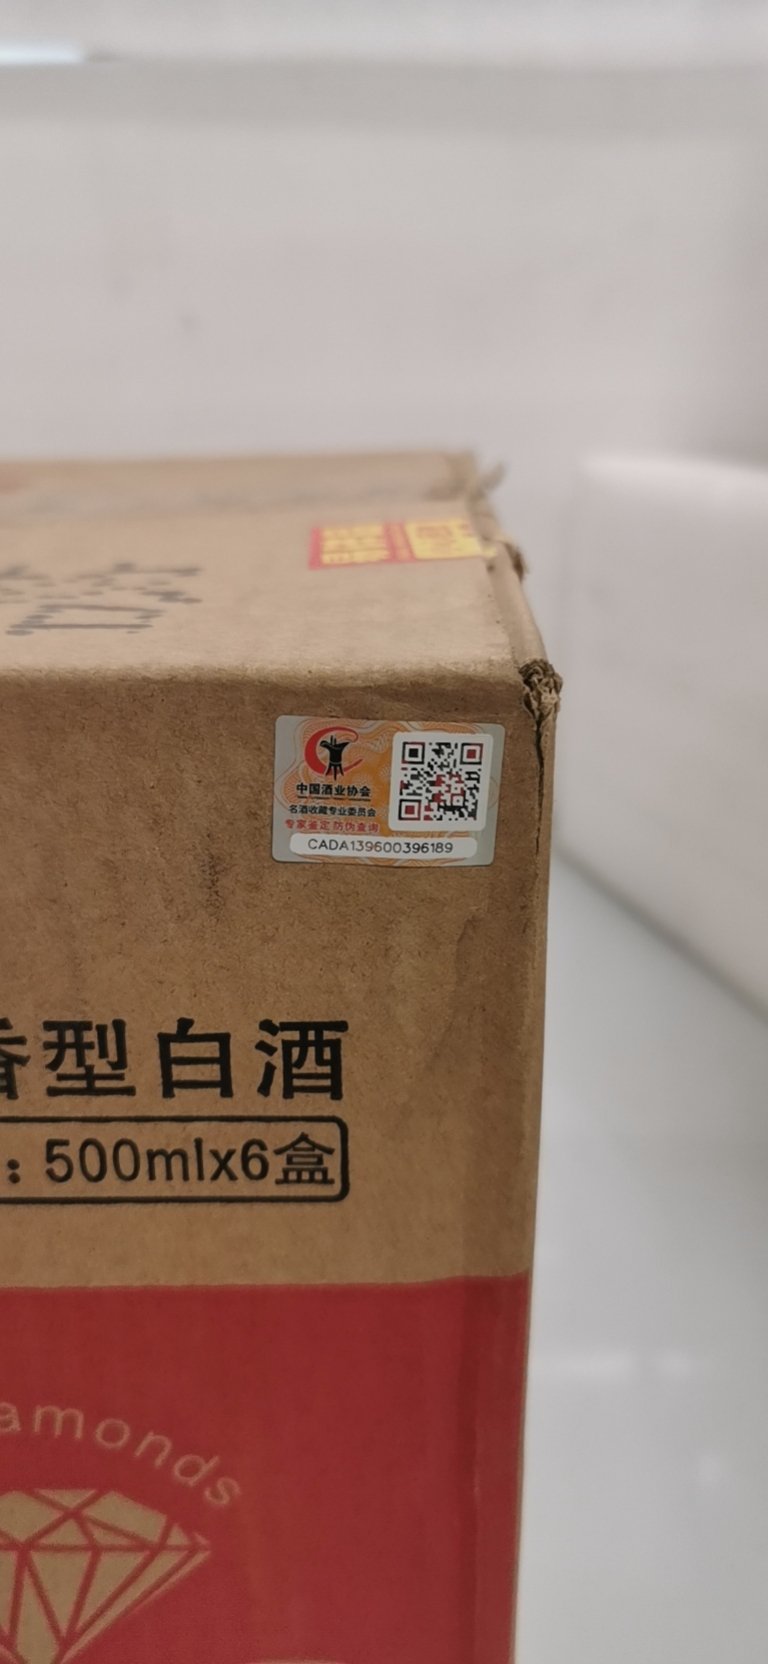 中国酒业协会
名酒收藏专业委员会
专家鉴定 防伪查询
CADA139600396189
香型白酒
: 500mlx6盒
amonds